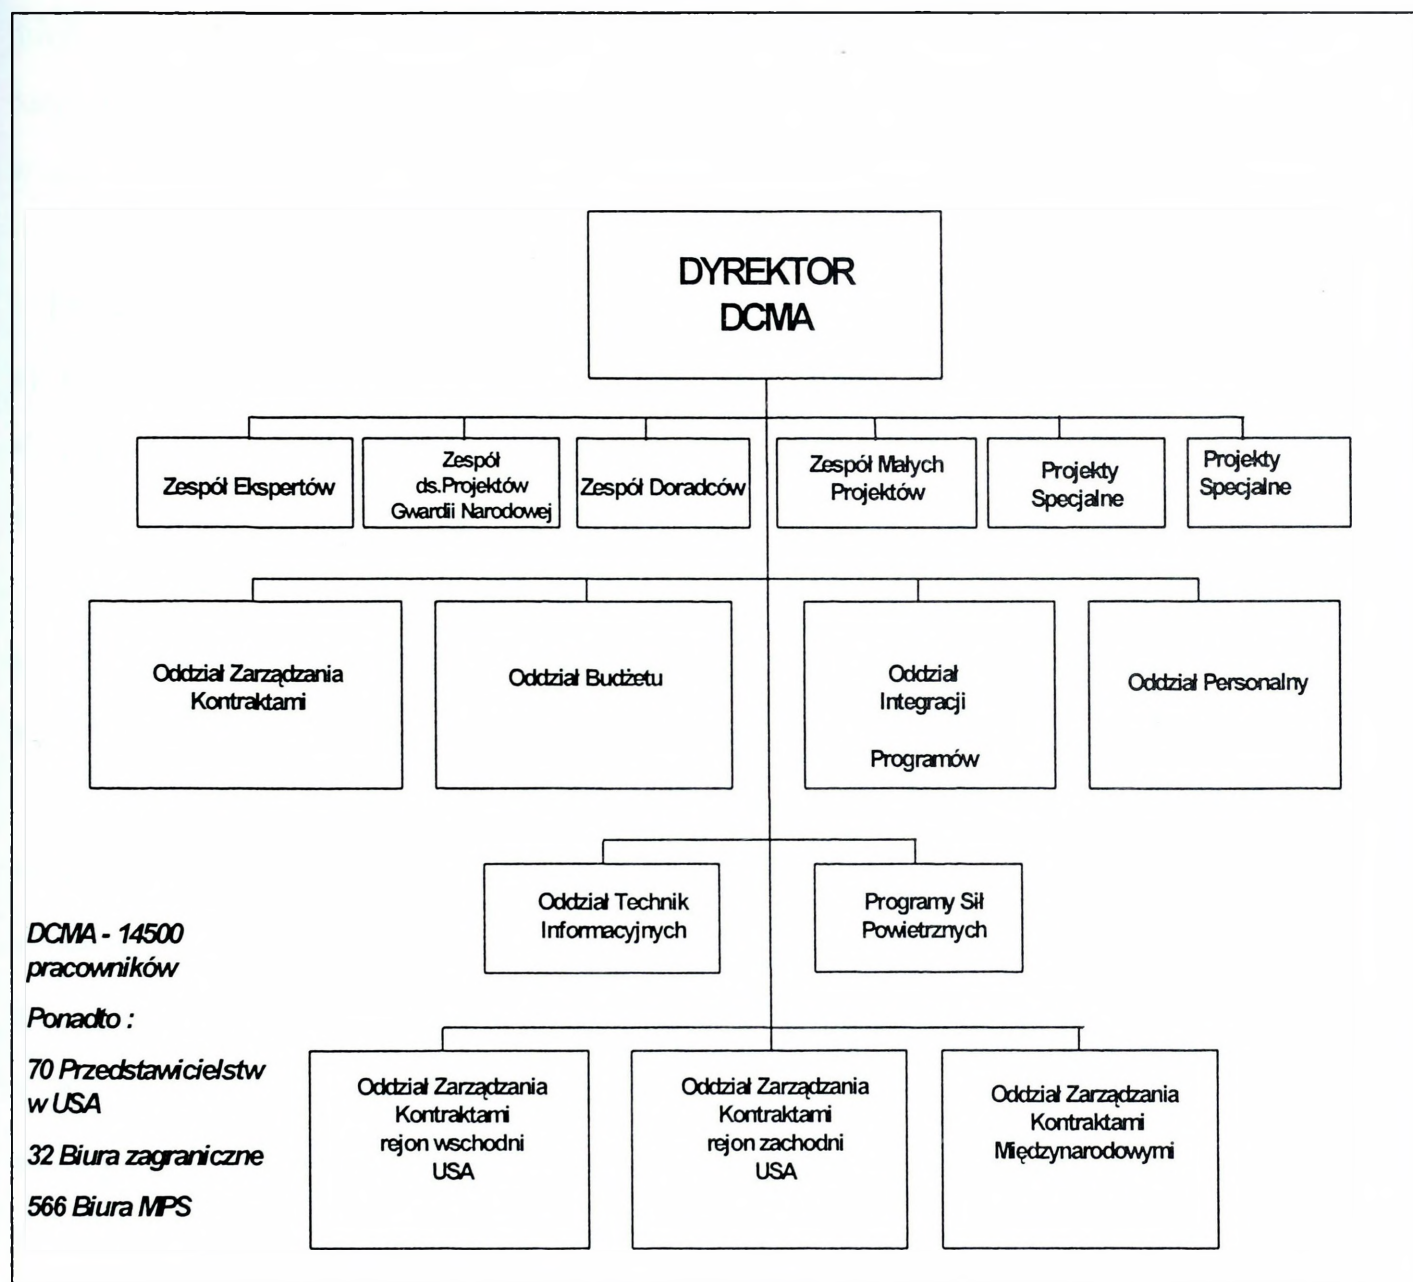 DYREKTOR
DCMA
Zespół Ekspertów
Zespół
ds.Projektów
Gwardii Narodowej
Zespół Doradców
Zespół Małych
Projektów
Projekty
Specjalne
Projekty
Specjalne
Oddział Zarządzania
Kontraktami
Oddział Budżetu
Oddział
Integracji
Programów
Oddział Personalny
Oddział Technik
Informacyjnych
Programy Sił
Powietrznych
DCMA - 14500
pracowników
Ponadto :
70 Przedstawicielstw
w USA
32 Biura zagraniczne
566 Biura MPS
Oddział Zarządzania
Kontraktami
rejon wschodni
USA
Oddział Zarządzania
Kontraktami
rejon zachodni
USA
Oddział Zarządzania
Kontraktami
Międzynarodowymi